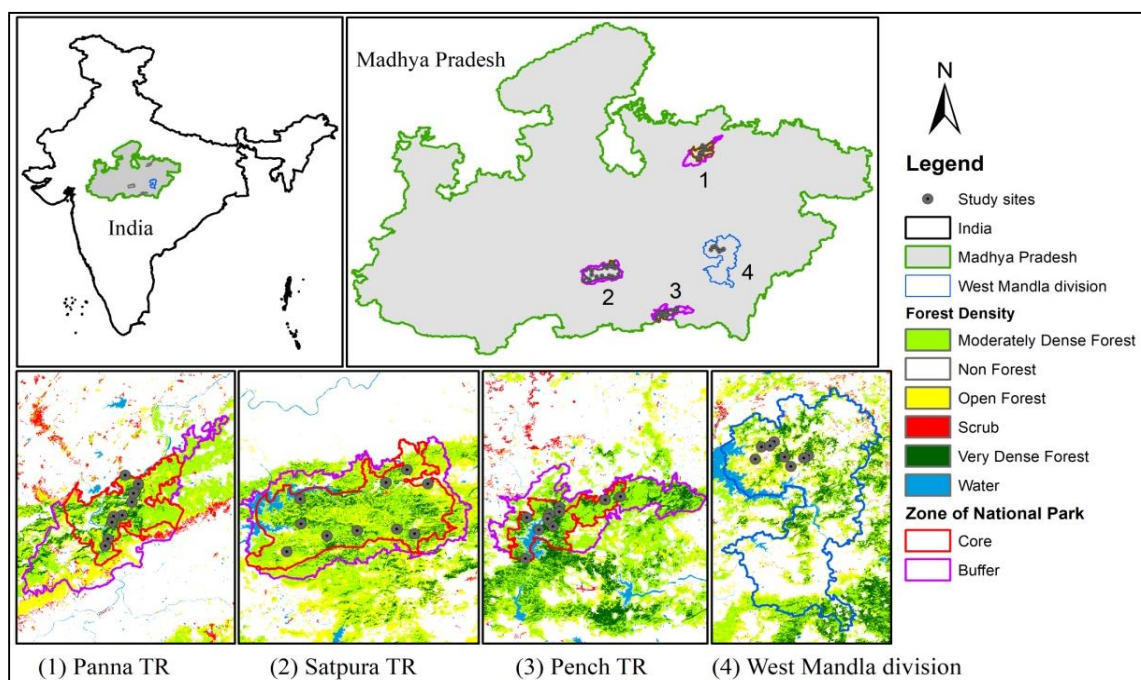 India
Madhya Pradesh
1
2
3
4
N
Legend
Study sites
India
Madhya Pradesh
West Mandla division
Forest Density
Moderately Dense Forest
Non Forest
Open Forest
Scrub
Very Dense Forest
Water
Zone of National Park
Core
Buffer
(1) Panna TR
(2) Satpura TR
(3) Pench TR
(4) West Mandla division